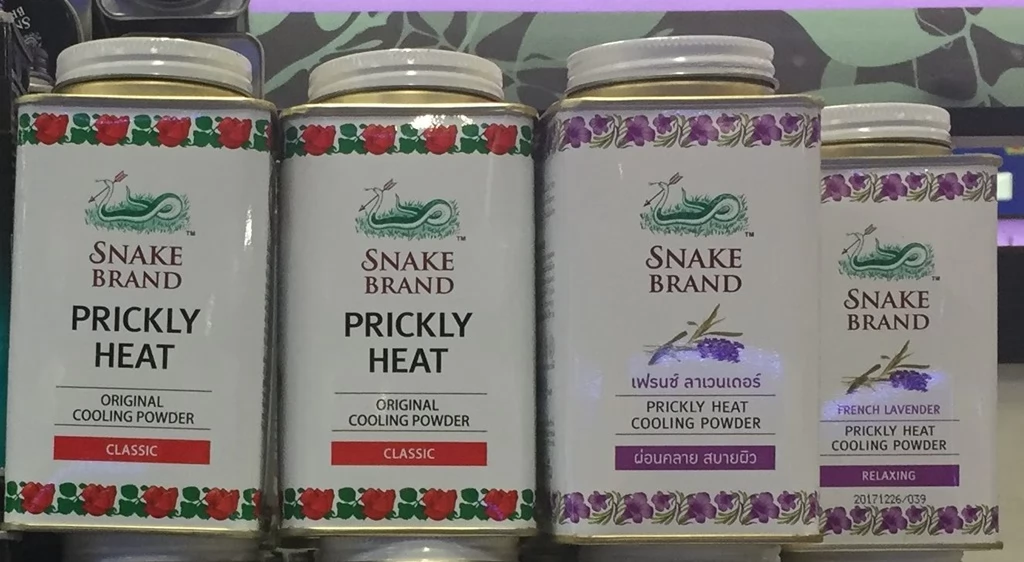 SNAKE
BRAND
PRICKLY
HEAT
ORIGINAL
COOLING POWDER
CLASSIC
SNAKE
BRAND
PRICKLY
HEAT
ORIGINAL
COOLING POWDER
CLASSIC
SNAKE
BRAND
เฟรนซ์ ลาเวนเดอร์
PRICKLY HEAT
COOLING POWDER
ผ่อนคลาย สบายผิว
SNAKE
BRAND
FRENCH LAVENDER
PRICKLY HEAT
COOLING POWDER
RELAXING
20171226/039